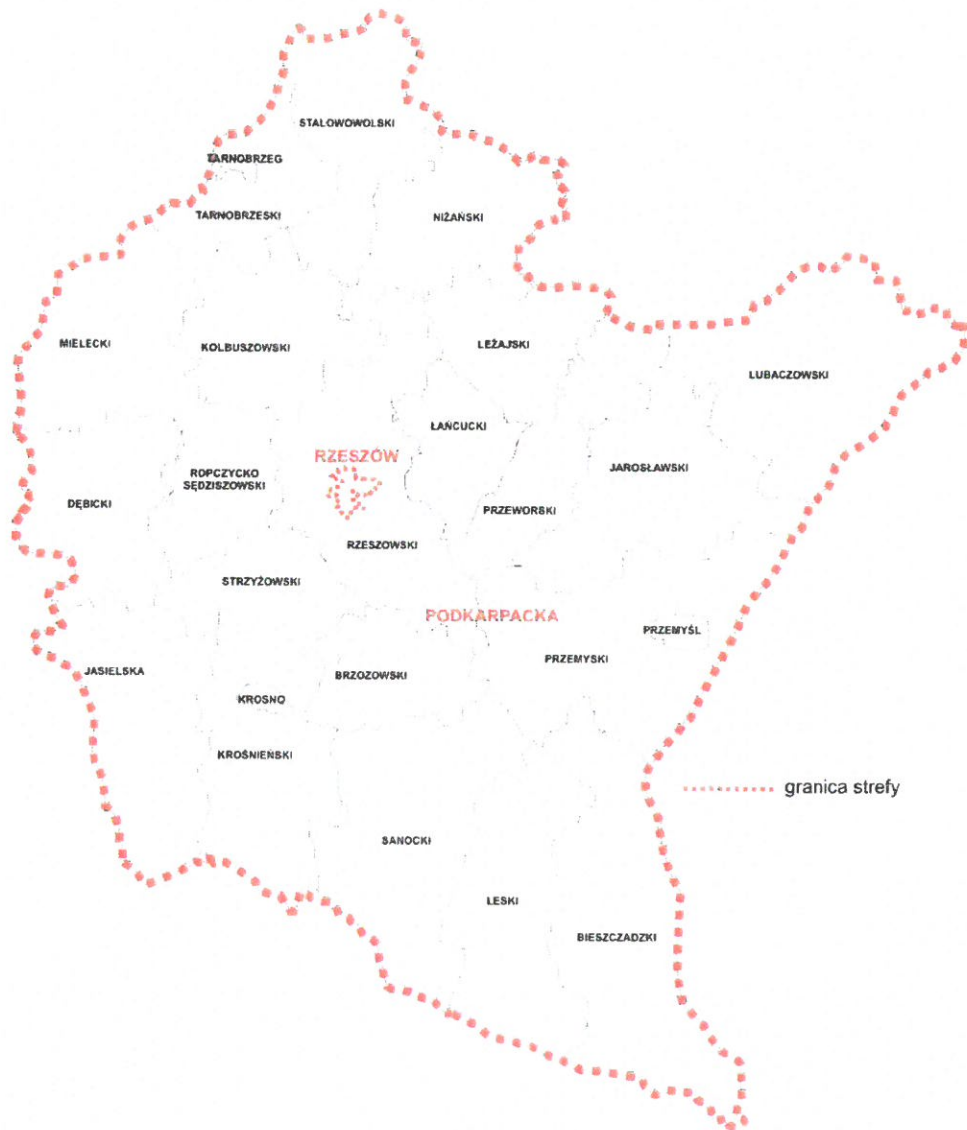 STALOWOWOLSKI
TARNOBRZEG
TARNOBRZESKI
NIŻAŃSKI
MIELECKI
KOLBUSZOWSKI
LEŻAJSKI
LUBACZOWSKI
ŁAŃCUCKI
RZESZÓW
JAROSŁAWSKI
ROPCZYCKO
SĘDZISZOWSKI
DĘBICKI
PRZEWORSKI
RZESZOWSKI
STRZYŻOWSKI
PODKARPACKA
PRZEMYŚL
PRZEMYSKI
JASIELSKA
BRZOZOWSKI
KROSNO
KROŚNIEŃSKI
granica strefy
SANOCKI
LESKI
BIESZCZADZKI